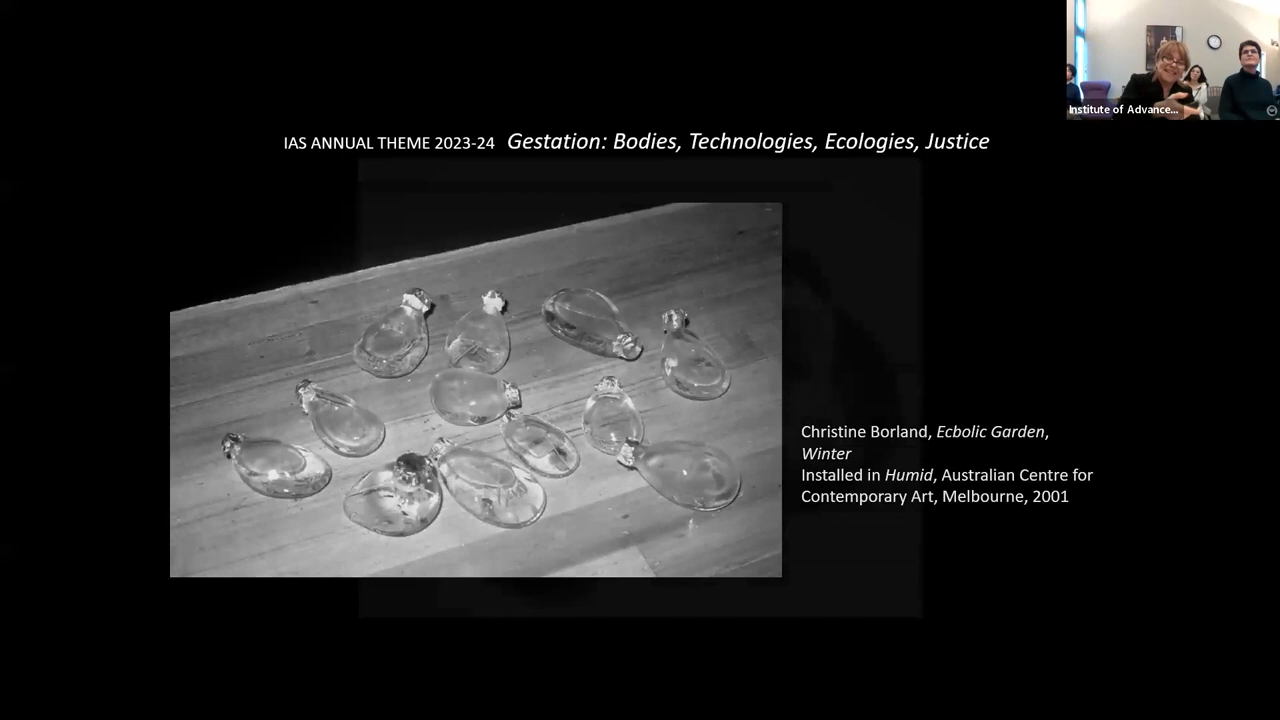 Institute of Advance...
IAS ANNUAL THEME 2023-24 Gestation: Bodies, Technologies, Ecologies, Justice
Christine Borland, Ecbolic Garden,
Winter
Installed in Humid, Australian Centre for
Contemporary Art, Melbourne, 2001